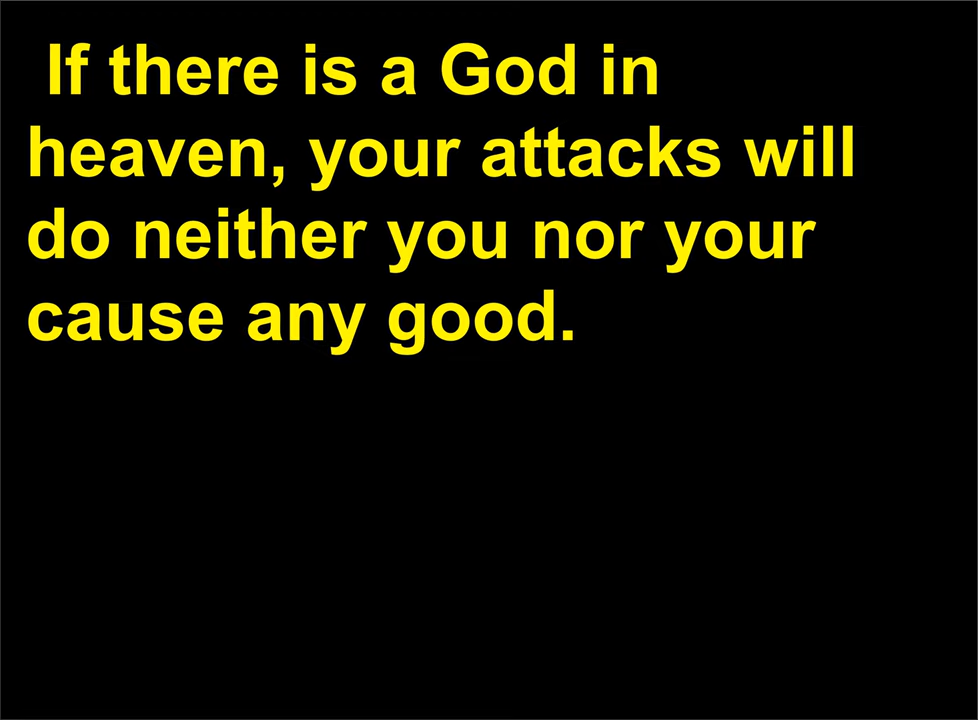 If there is a God in
heaven, your attacks will
do neither you nor your
cause any good.